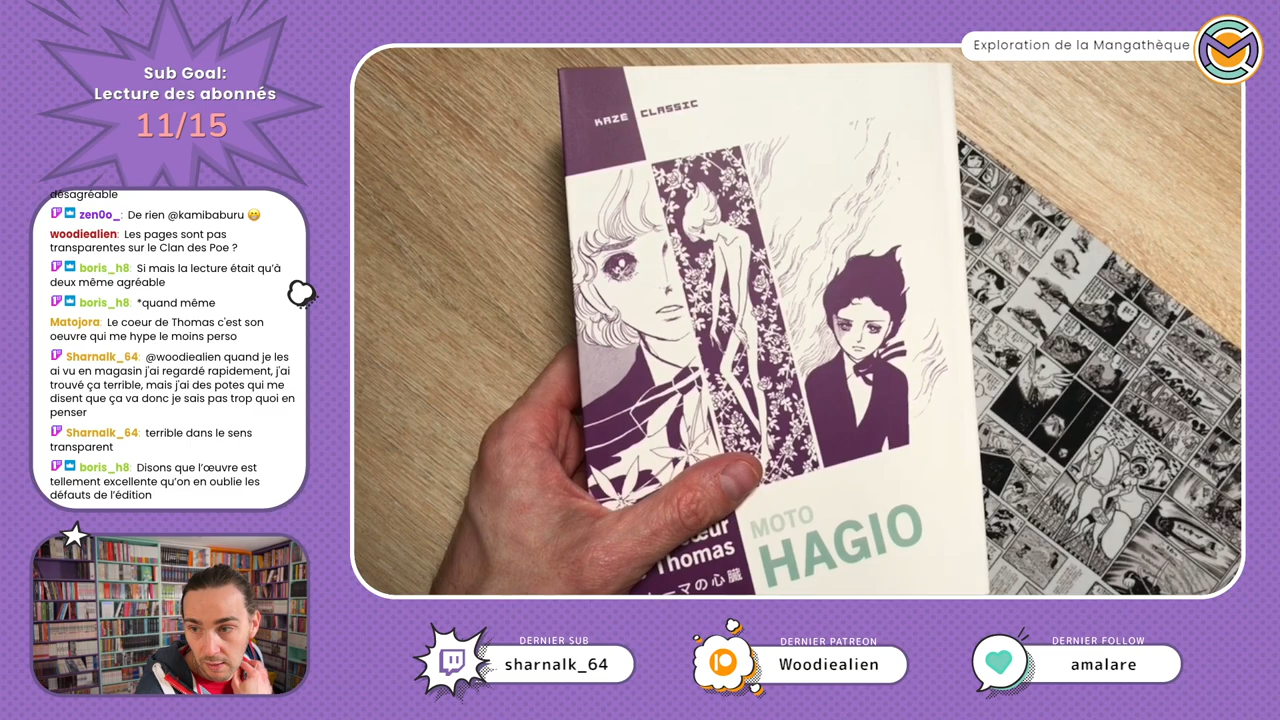 Sub Goal:
Lecture des abonnés
11/15
désagréable
zen0o_: De rien @kamibaburu 😁
woodiealien: Les pages sont pas
transparentes sur le Clan des Poe ?
boris_h8: Si mais la lecture était qu'à
deux même agréable
boris_h8: *quand même
Matojora: Le coeur de Thomas c'est son
oeuvre qui me hype le moins perso
Sharnalk_64: @woodiealien quand je les
ai vu en magasin j'ai regardé rapidement, j'ai
trouvé ça terrible, mais j'ai des potes qui me
disent que ça va donc je sais pas trop quoi en
penser
Sharnalk_64: terrible dans le sens
transparent
boris_h8: Disons que l'œuvre est
tellement excellente qu'on en oublie les
défauts de l'édition
Exploration de la Mangathèque
KAZE CLASSIC
Thomas
ーマの心臓
MOTO
HAGIO
DERNIER SUB
sharnalk_64
DERNIER PATREON
Woodiealien
DERNIER FOLLOW
amalare